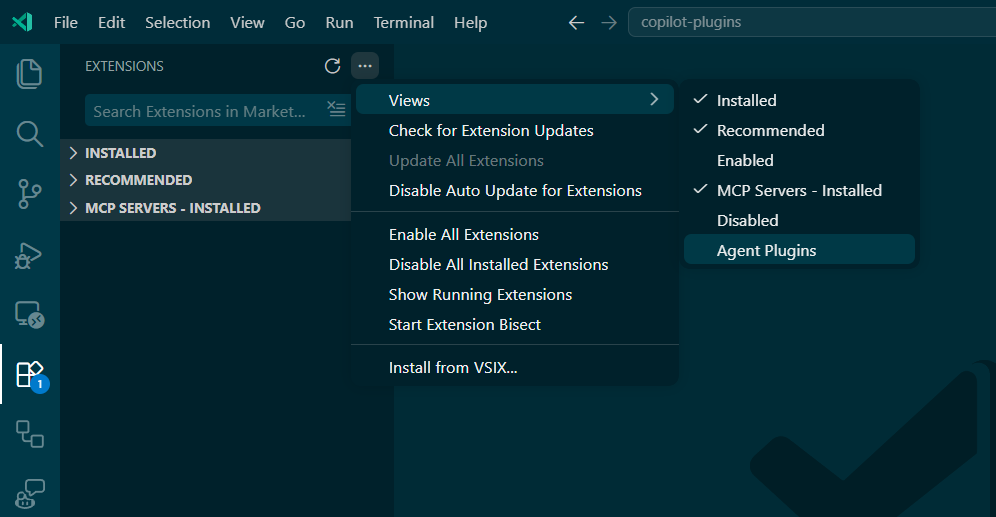 File Edit Selection View Go Run Terminal Help
copilot-plugins
EXTENSIONS
Search Extensions in Market...
INSTALLED
RECOMMENDED
MCP SERVERS - INSTALLED
1
Views
Check for Extension Updates
Update All Extensions
Disable Auto Update for Extensions
Enable All Extensions
Disable All Installed Extensions
Show Running Extensions
Start Extension Bisect
Install from VSIX...
Installed
Recommended
Enabled
MCP Servers - Installed
Disabled
Agent Plugins